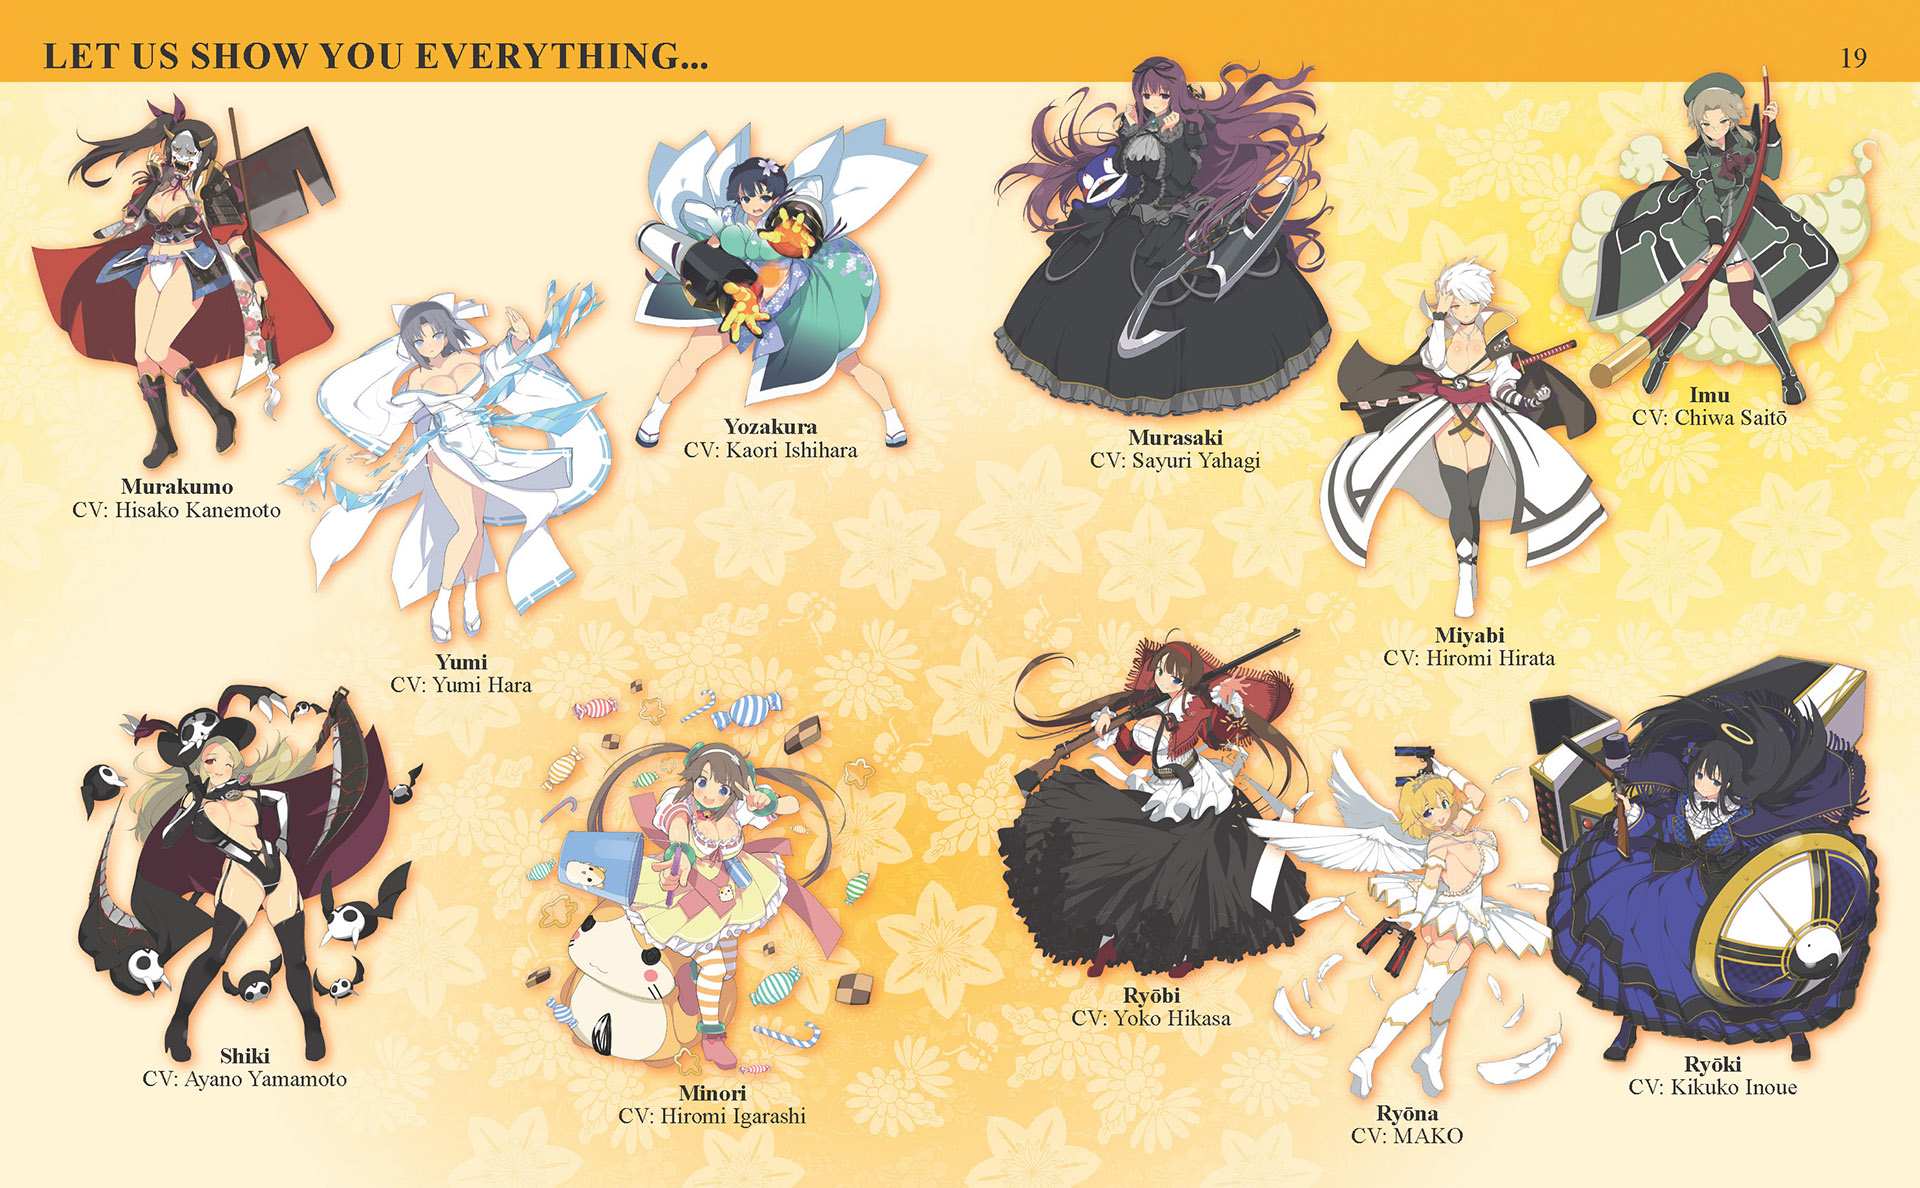 LET US SHOW YOU EVERYTHING...
19
Murakumo
CV: Hisako Kanemoto
Yumi
CV: Yumi Hara
Yozakura
CV: Kaori Ishihara
Murasaki
CV: Sayuri Yahagi
Miyabi
CV: Hiromi Hirata
Imu
CV: Chiwa Saitō
Shiki
CV: Ayano Yamamoto
Minori
CV: Hiromi Igarashi
Ryōbi
CV: Yoko Hikasa
Ryōna
CV: MAKO
Ryōki
CV: Kikuko Inoue